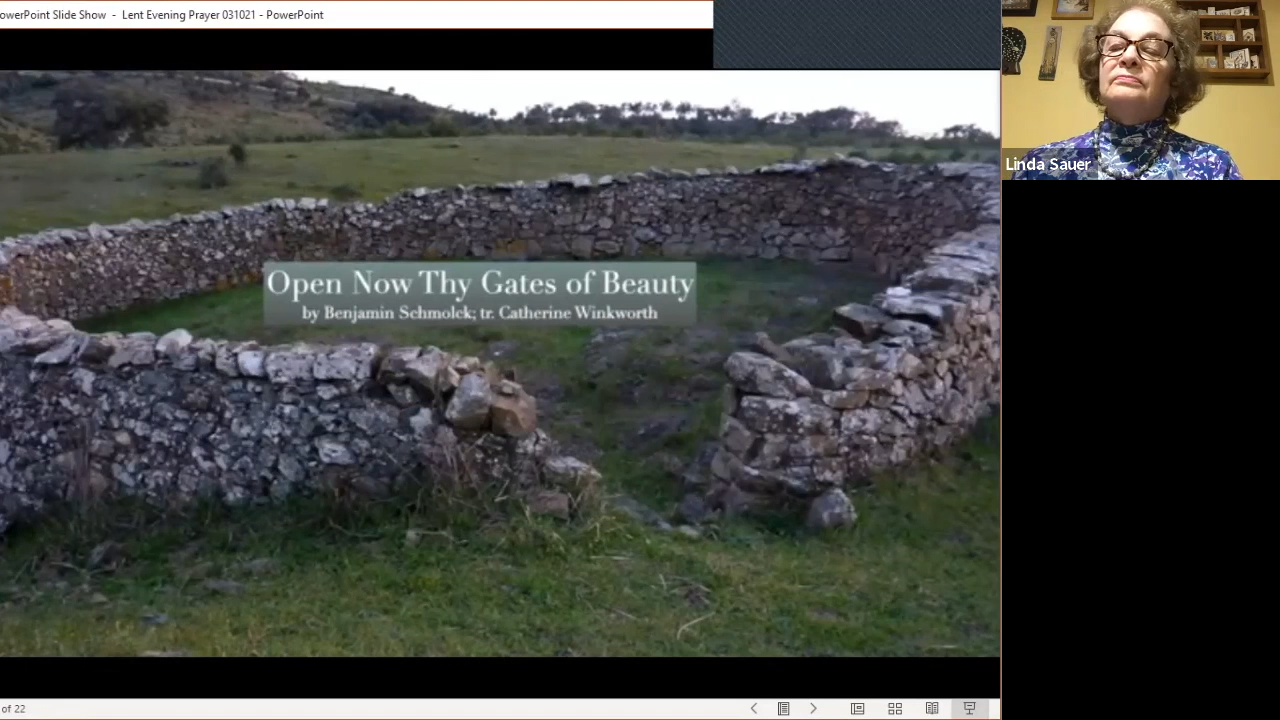 owerPoint Slide Show - Lent Evening Prayer 031021 - PowerPoint
Linda Sauer
Open Now Thy Gates of Beauty
by Benjamin Schmolck; tr. Catherine Winkworth
of 22